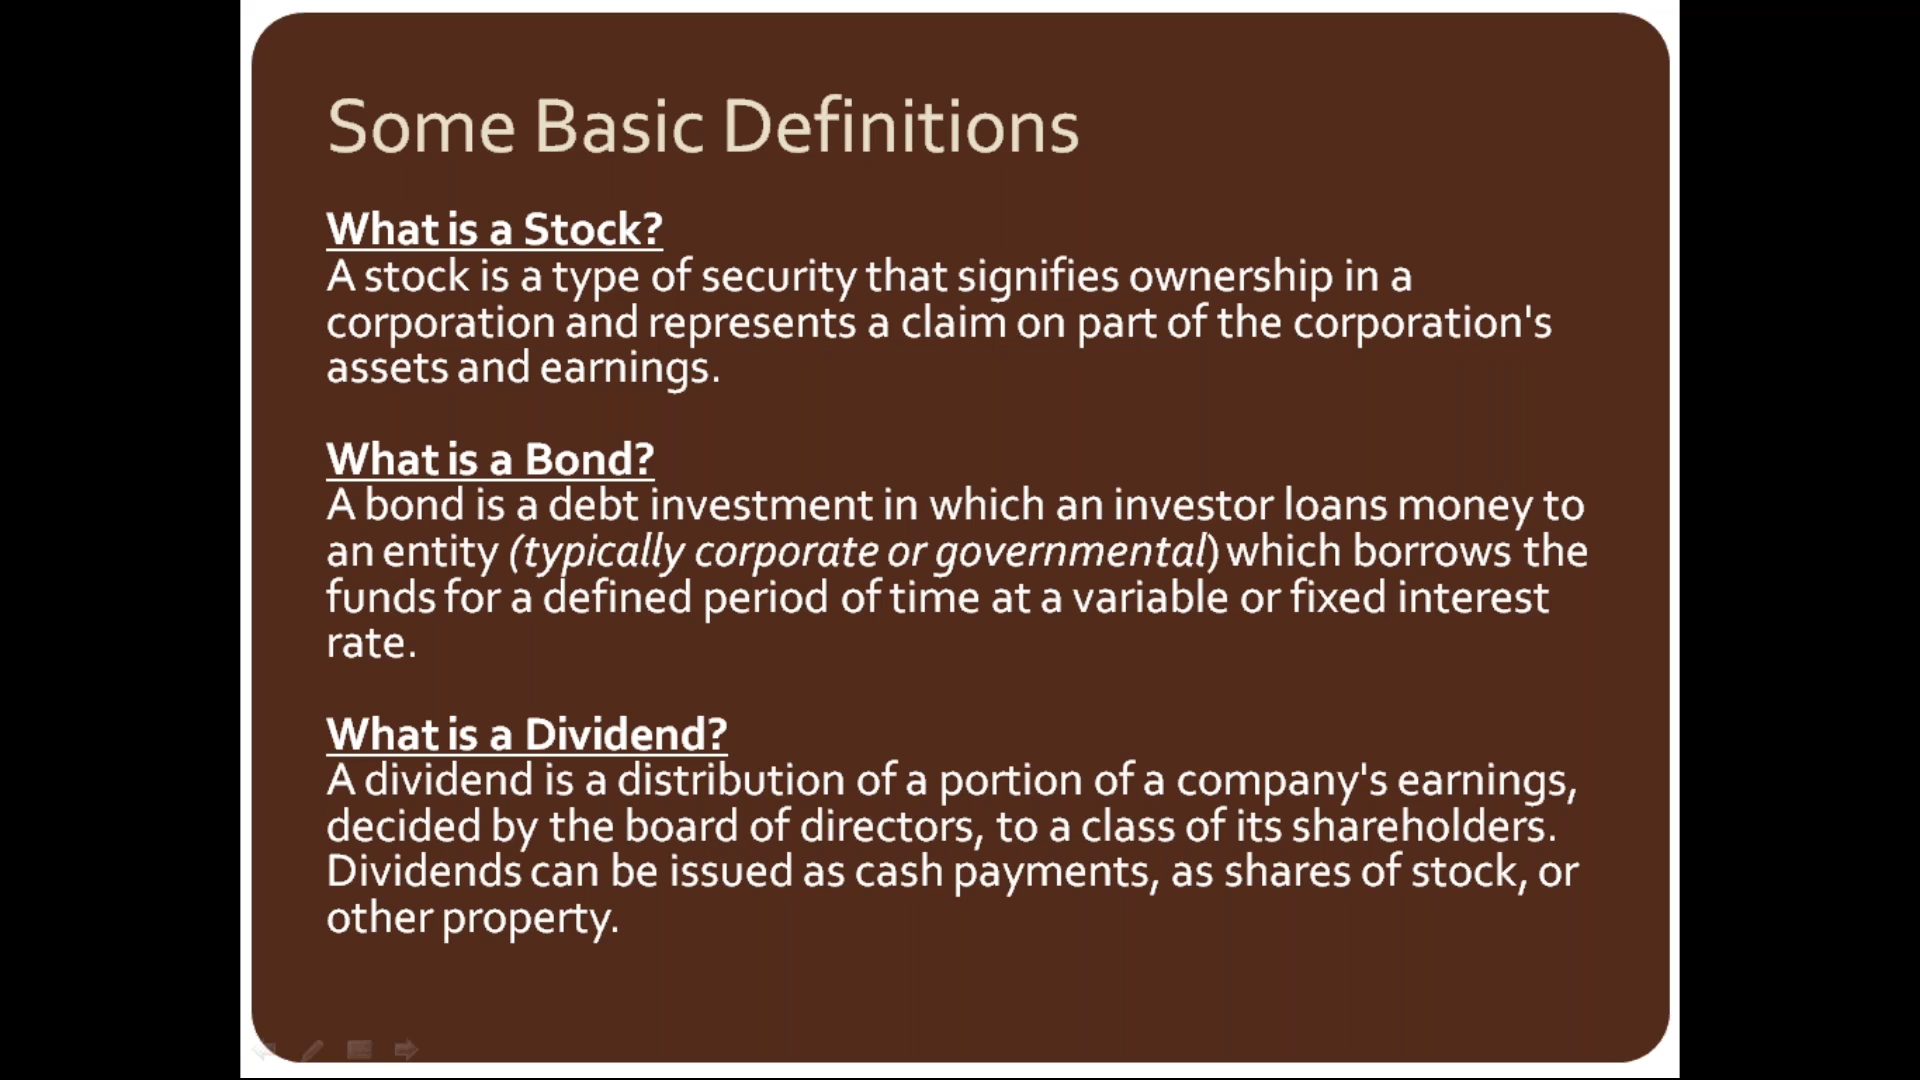 Some Basic Definitions
What is a Stock?
A stock is a type of security that signifies ownership in a
corporation and represents a claim on part of the corporation's
assets and earnings.
What is a Bond?
A bond is a debt investment in which an investor loans money to
an entity (typically corporate or governmental) which borrows the
funds for a defined period of time at a variable or fixed interest
rate.
What is a Dividend?
A dividend is a distribution of a portion of a company's earnings,
decided by the board of directors, to a class of its shareholders.
Dividends can be issued as cash payments, as shares of stock, or
other property.